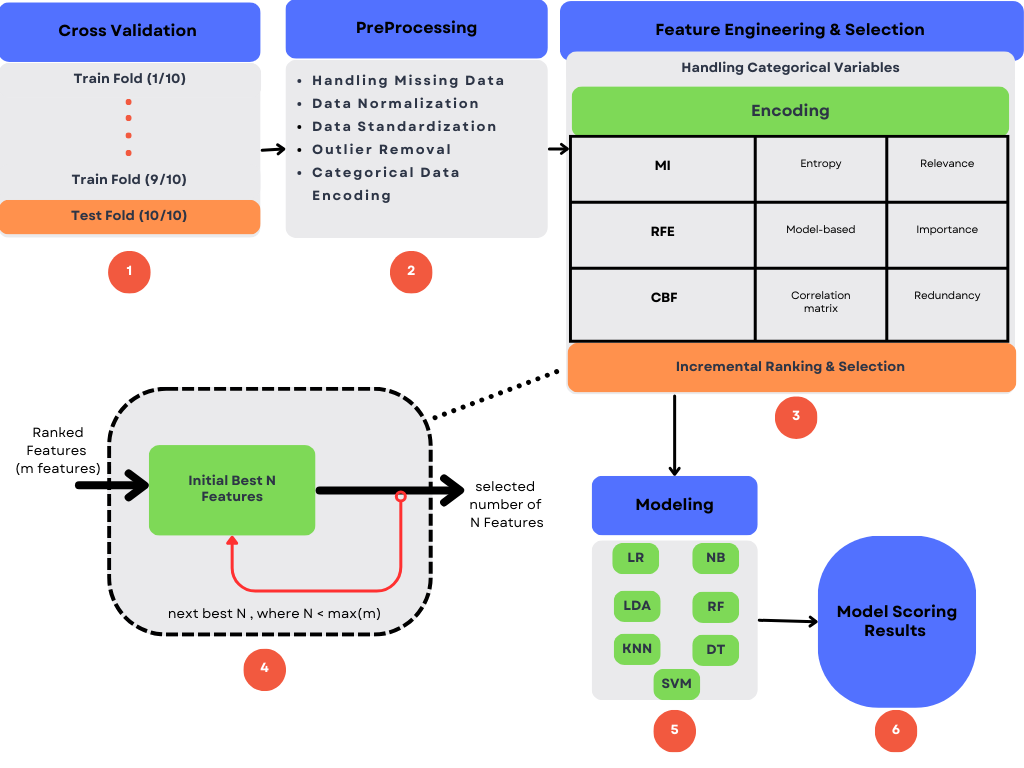 Cross Validation
Train Fold (1/10)
Train Fold (9/10)
Test Fold (10/10)
1
PreProcessing
• Handling Missing Data
• Data Normalization
• Data Standardization
• Outlier Removal
• Categorical Data
Encoding
2
Feature Engineering & Selection
Handling Categorical Variables
Encoding
MI Entropy Relevance
RFE Model-based Importance
CBF Correlation Redundancy
matrix
Incremental Ranking & Selection
3
Ranked
Features
(m features)
Initial Best N
Features
selected
number of
N Features
next best N , where N < max(m)
4
Modeling
LR NB
LDA RF
KNN DT
SVM
5
Model Scoring
Results
6